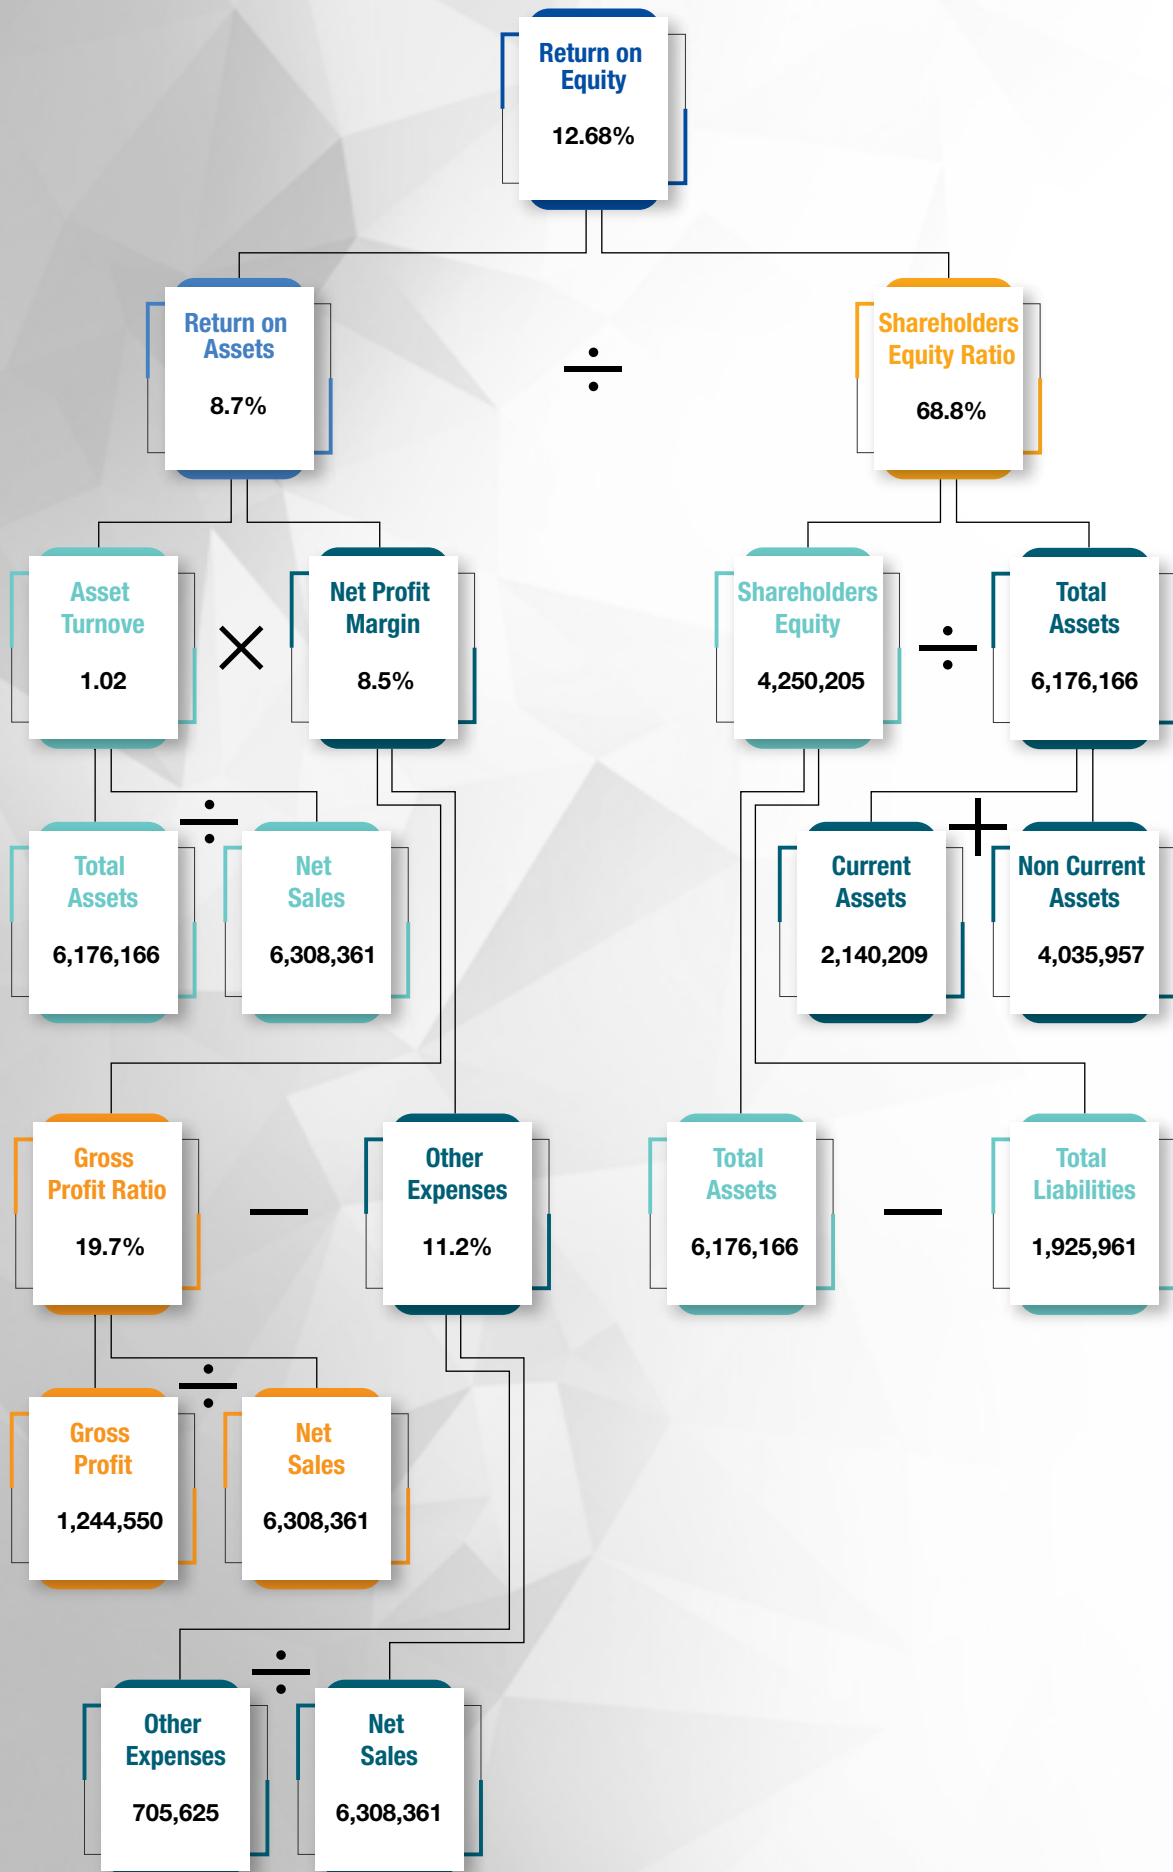 Return on
Equity
12.68%
Return on
Assets
8.7%
÷
Shareholders
Equity Ratio
68.8%
Asset
Turnove
1.02
×
Net Profit
Margin
8.5%
Shareholders
Equity
4,250,205
÷
Total
Assets
6,176,166
÷
Total
Assets
6,176,166
Net
Sales
6,308,361
+
Current
Assets
2,140,209
Non Current
Assets
4,035,957
Gross
Profit Ratio
19.7%
—
Other
Expenses
11.2%
Total
Assets
6,176,166
—
Total
Liabilities
1,925,961
÷
Gross
Profit
1,244,550
Net
Sales
6,308,361
÷
Other
Expenses
705,625
Net
Sales
6,308,361